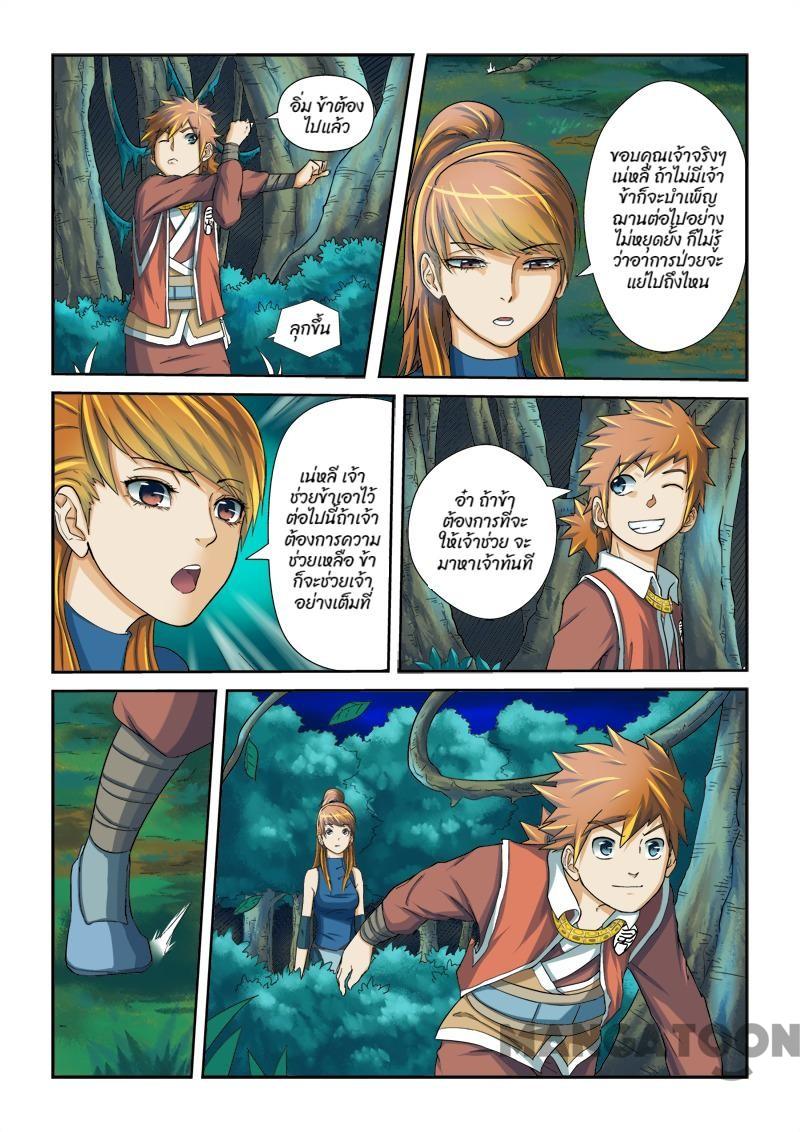 อิ่ม ข้าต้อง
ไปแล้ว
ลุกขึ้น
ขอบคุณเจ้าจริงๆ
เน่หลี ถ้าไม่มีเจ้า
ข้าก็จะบำเพ็ญ
ฌานต่อไปอย่าง
ไม่หยุดยั้ง ก็ไม่รู้
ว่าอาการป่วยจะ
แย่ไปถึงไหน
เน่หลี เจ้า
ช่วยข้าเอาไว้
ต่อไปนี้ถ้าเจ้า
ต้องการความ
ช่วยเหลือ ข้า
ก็จะช่วยเจ้า
อย่างเต็มที่
อ๋า ถ้าข้า
ต้องการที่จะ
ให้เจ้าช่วย จะ
มาหาเจ้าทันที
MANGATOON